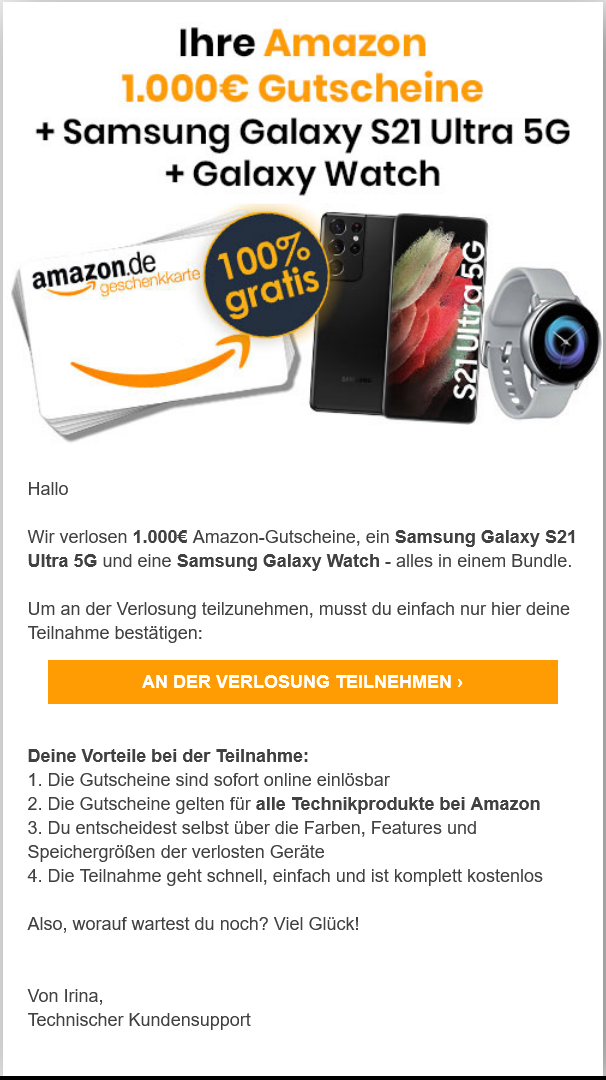 Ihre Amazon
1.000€ Gutscheine
+ Samsung Galaxy S21 Ultra 5G
+ Galaxy Watch
amazon.de
geschenkkarte
100%
gratis
SAMSUNG
S21 Ultra 5G
Hallo
Wir verlosen 1.000€ Amazon-Gutscheine, ein Samsung Galaxy S21
Ultra 5G und eine Samsung Galaxy Watch - alles in einem Bundle.
Um an der Verlosung teilzunehmen, musst du einfach nur hier deine
Teilnahme bestätigen:
AN DER VERLOSUNG TEILNEHMEN ›
Deine Vorteile bei der Teilnahme:
1. Die Gutscheine sind sofort online einlösbar
2. Die Gutscheine gelten für alle Technikprodukte bei Amazon
3. Du entscheidest selbst über die Farben, Features und
Speichergrößen der verlosten Geräte
4. Die Teilnahme geht schnell, einfach und ist komplett kostenlos
Also, worauf wartest du noch? Viel Glück!
Von Irina,
Technischer Kundensupport